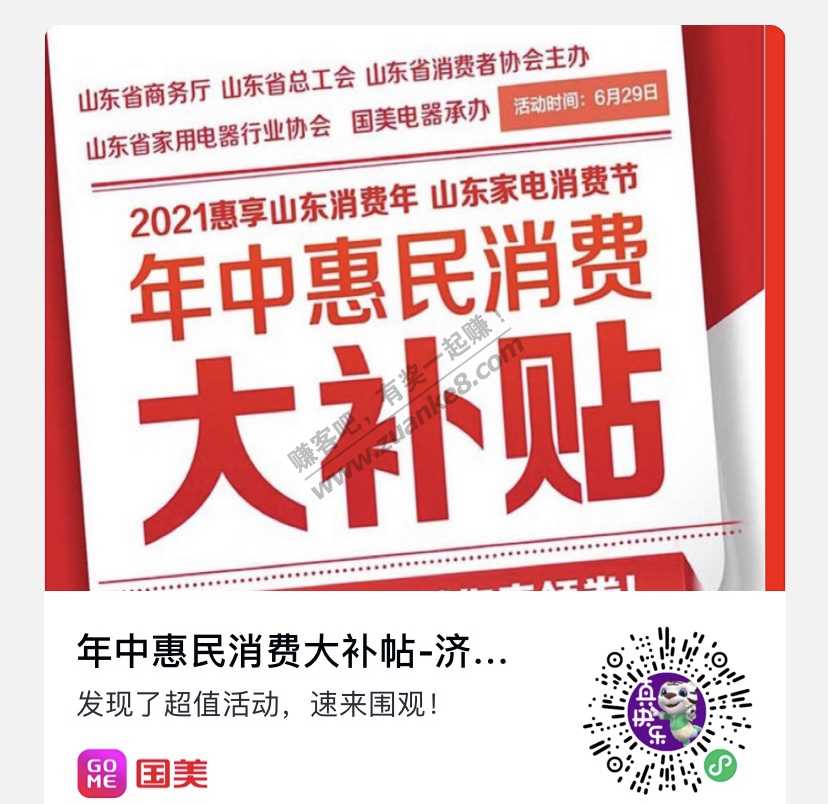 山东省商务厅 山东省总工会 山东省消费者协会主办
山东省家用电器行业协会 国美电器承办
活动时间：6月29日
2021惠享山东消费年 山东家电消费节
年中惠民消费
大补贴
赚客吧，有奖一起赚！
www.zuanke8.com
年中惠民消费大补帖-济...
发现了超值活动，速来围观！
GO
ME
国美